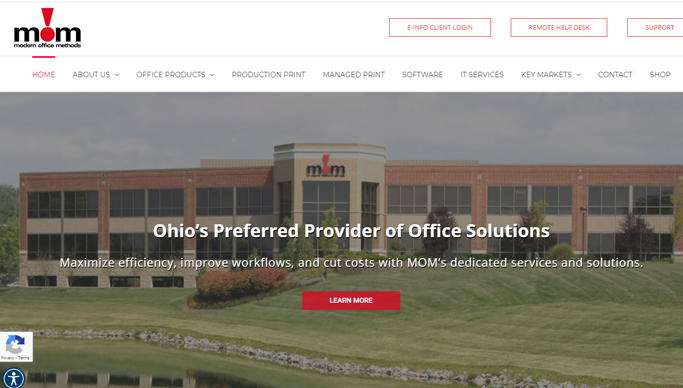 mom
modern office methods
E-INFO CLIENT LOGIN
REMOTE HELP DESK
SUPPORT
HOME
ABOUT US
OFFICE PRODUCTS
PRODUCTION PRINT
MANAGED PRINT
SOFTWARE
IT SERVICES
KEY MARKETS
CONTACT
SHOP
mom
Ohio's Preferred Provider of Office Solutions
Maximize efficiency, improve workflows, and cut costs with MOM's dedicated services and solutions.
LEARN MORE
Privacy - Terms